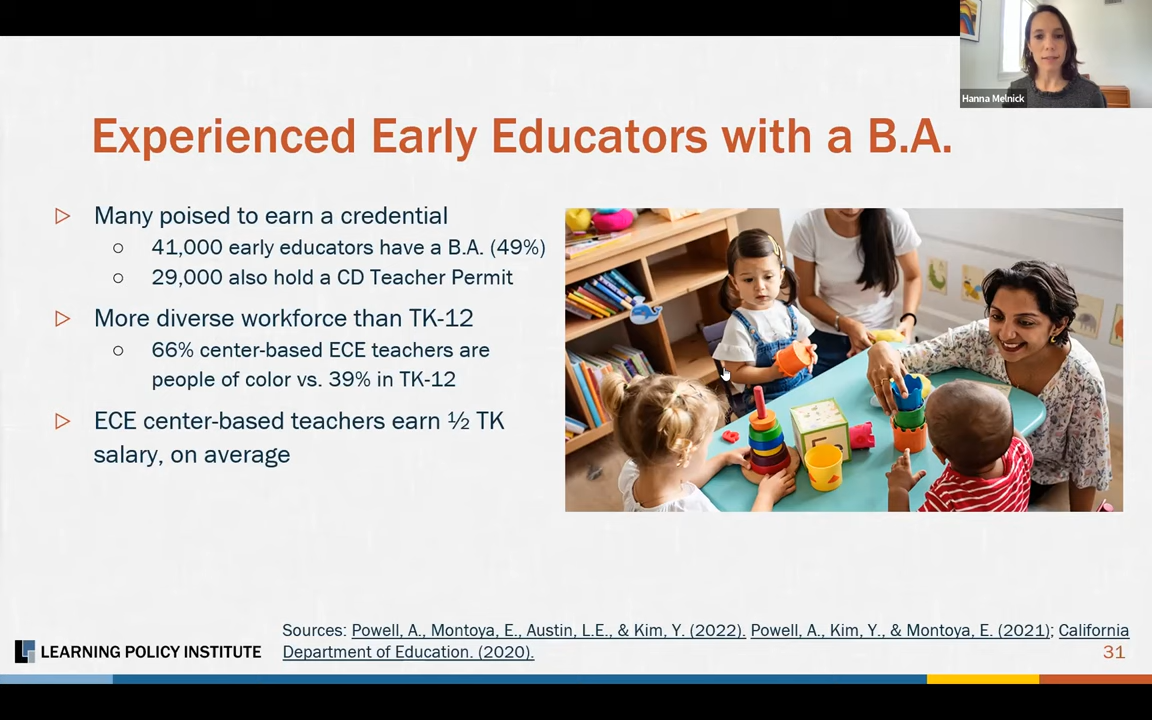 Hanna Melnick
Experienced Early Educators with a B.A.
▷ Many poised to earn a credential
○ 41,000 early educators have a B.A. (49%)
○ 29,000 also hold a CD Teacher Permit
▷ More diverse workforce than TK-12
○ 66% center-based ECE teachers are
people of color vs. 39% in TK-12
▷ ECE center-based teachers earn ½ TK
salary, on average
Sources: Powell, A., Montoya, E., Austin, L.E., & Kim, Y. (2022). Powell, A., Kim, Y., & Montoya, E. (2021); California
Department of Education. (2020).
LEARNING POLICY INSTITUTE
31